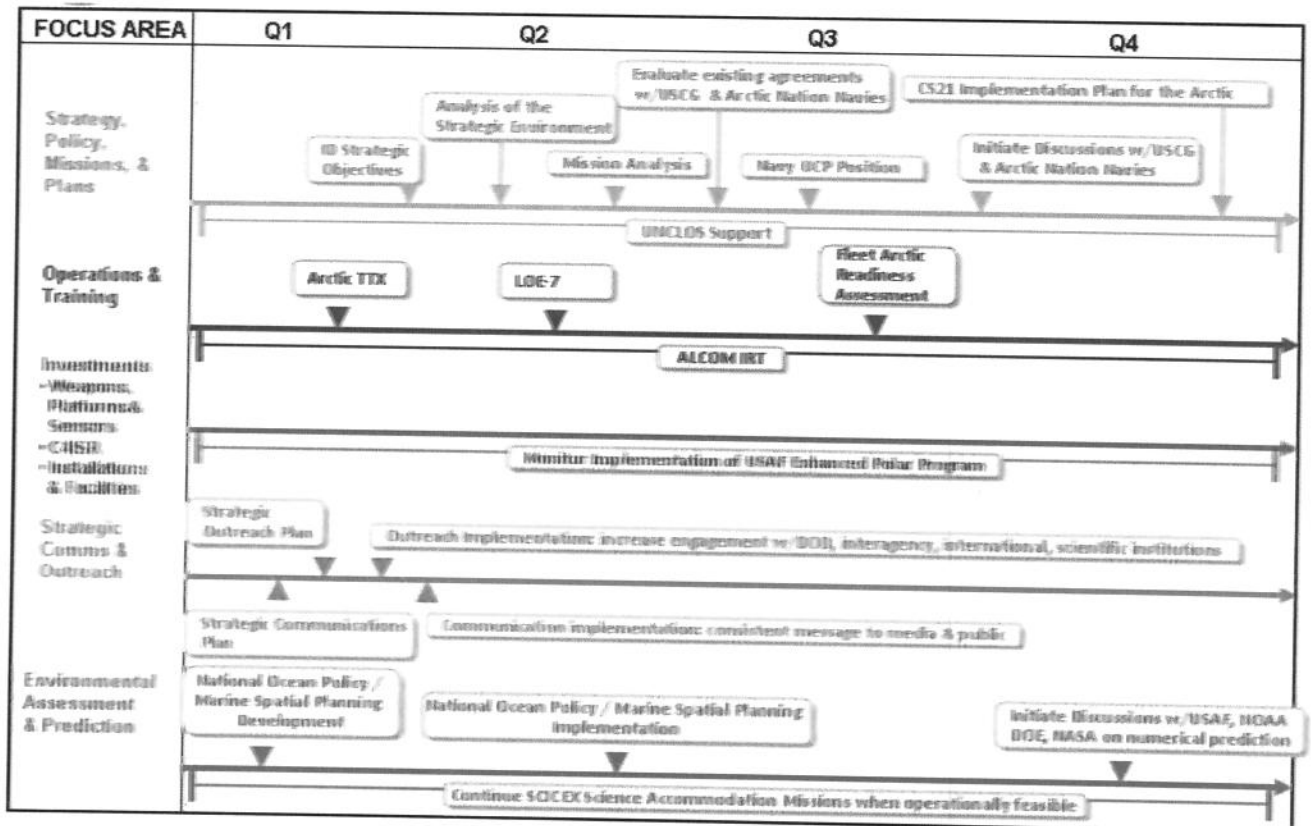 FOCUS AREA Q1 Q2 Q3 Q4
Strategy,
Policy,
Missions, &
Plans
ID Strategic
Objectives
Analysis of the
Strategic Environment
Mission Analysis
Evaluate existing agreements
w/USCG & Arctic Nation Navies
Navy UCP Position
CS21 Implementation Plan for the Arctic
Initiate Discussions w/USCG
& Arctic Nation Navies
UNCLOS Support
Operations &
Training
Arctic TTX
LOE-7
Fleet Arctic
Readiness
Assessment
ALCOM IRT
Investments
-Weapons,
Platforms &
Sensors
-C4ISR
-Installations
& Facilities
Monitor Implementation of USAF Enhanced Polar Program
Strategic
Comms &
Outreach
Strategic
Outreach Plan
Outreach Implementation: increase engagement w/DOD, interagency, international, scientific institutions
Strategic Communications
Plan
Communication implementation: consistent message to media & public
Environmental
Assessment
& Prediction
National Ocean Policy /
Marine Spatial Planning
Development
National Ocean Policy / Marine Spatial Planning
Implementation
Initiate Discussions w/USAF, NOAA
DOE, NASA on numerical prediction
Continue SCICEX Science Accommodation Missions when operationally feasible